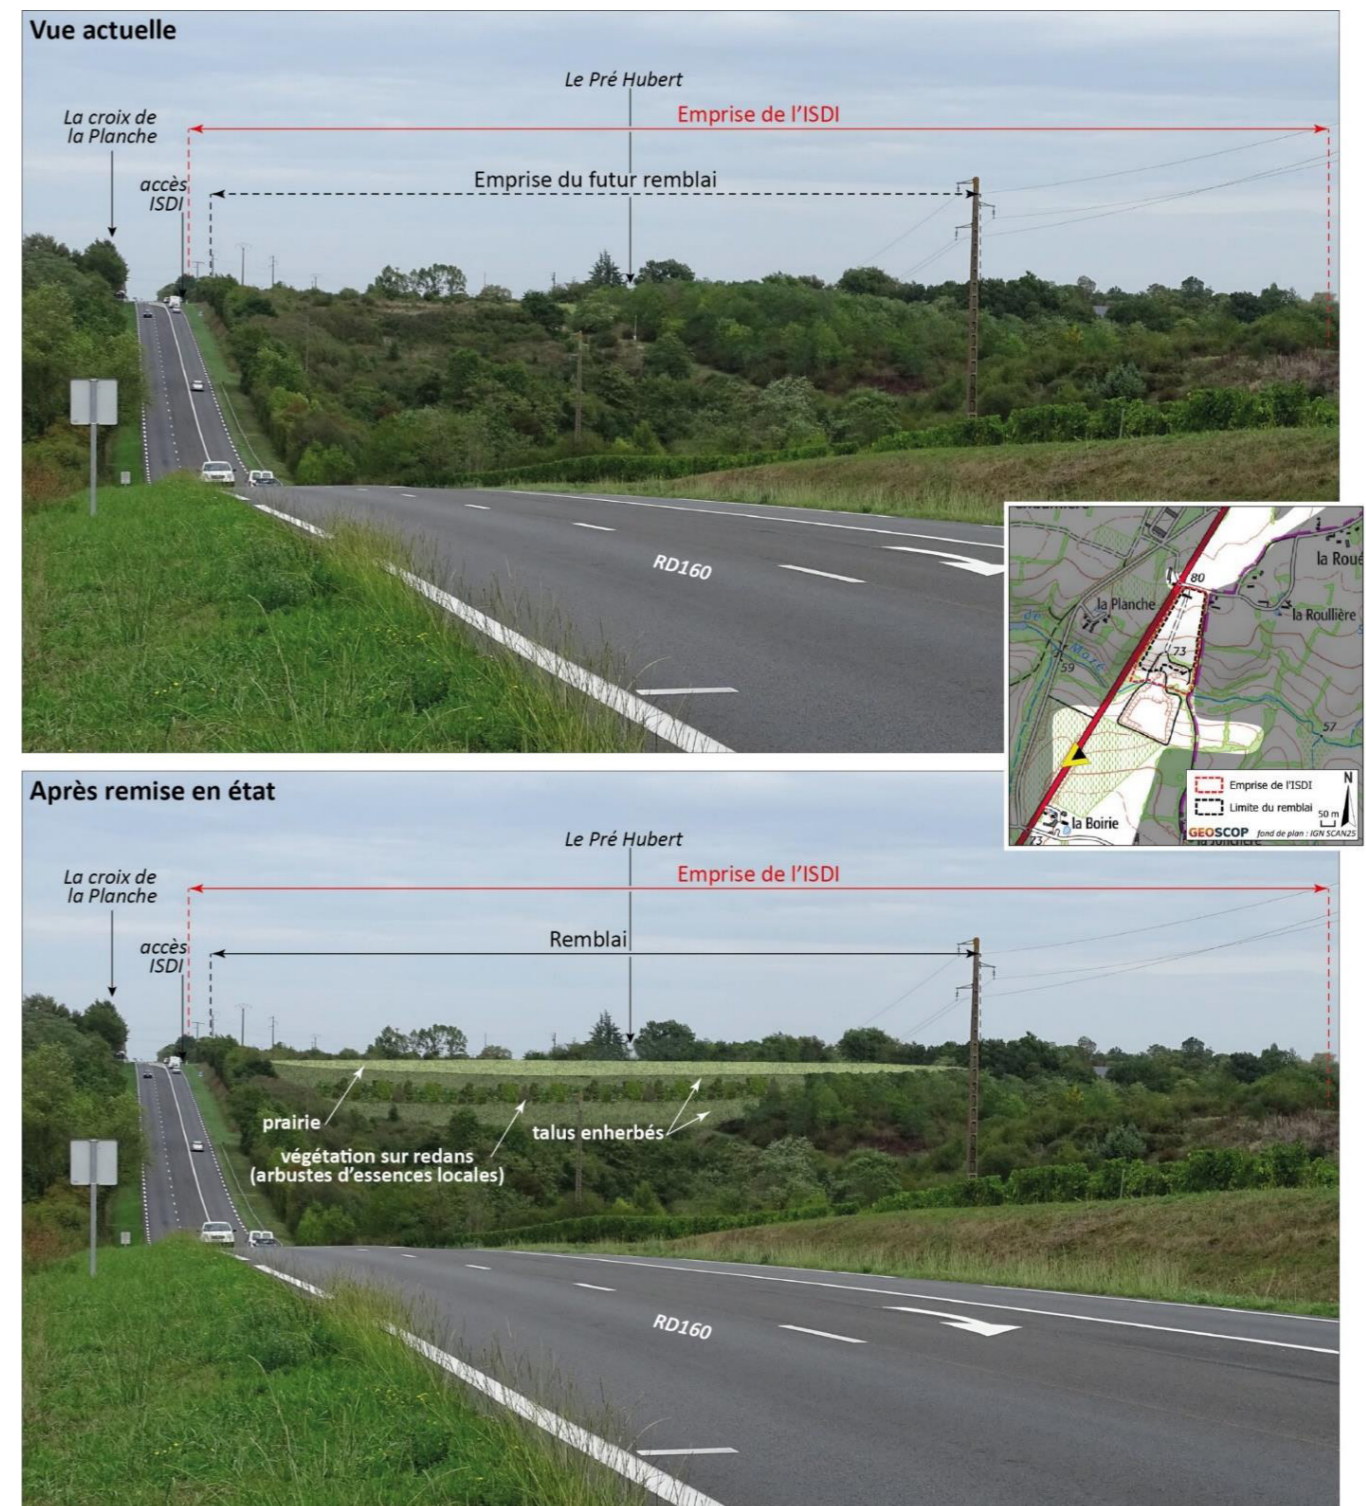 Vue actuelle
Le Pré Hubert
La croix de
la Planche
Emprise de l'ISDI
accès
ISDI
Emprise du futur remblai
RD160
la Roué
80
la Planche
la Roullière
de
Mare
73
59
57
la Boirie
73
Emprise de l'ISDI
Limite du remblai
N
50 m
GEOSCOP
fond de plan : IGN SCAN25
Après remise en état
Le Pré Hubert
La croix de
la Planche
Emprise de l'ISDI
accès
ISDI
Remblai
prairie
talus enherbés
végétation sur redans
(arbustes d'essences locales)
RD160